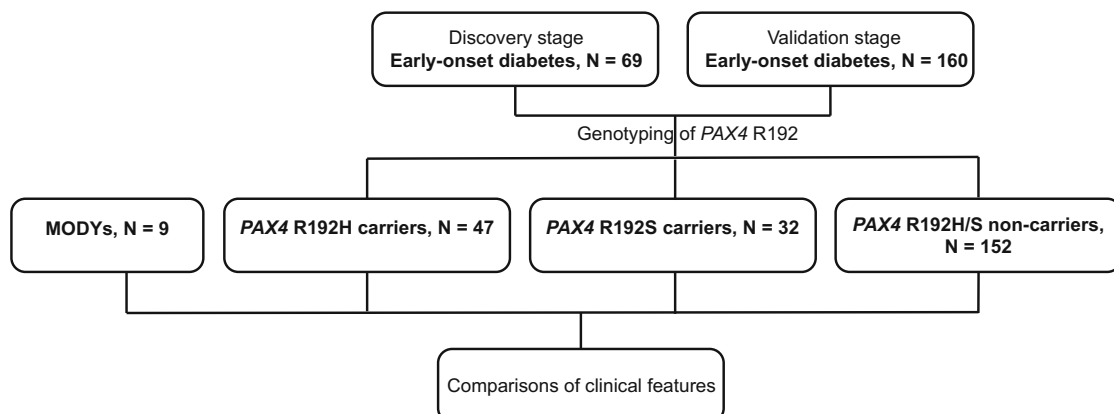 Discovery stage
Early-onset diabetes, N = 69
Validation stage
Early-onset diabetes, N = 160
Genotyping of PAX4 R192
MODYs, N = 9
PAX4 R192H carriers, N = 47
PAX4 R192S carriers, N = 32
PAX4 R192H/S non-carriers,
N = 152
Comparisons of clinical features